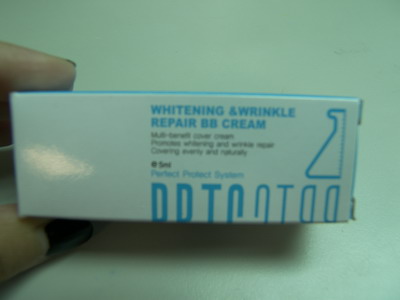 WHITENING &WRINKLE
REPAIR BB CREAM
Multi-benefit cover cream
Promotes whitening and wrinkle repair
Covering evenly and naturally
℮5ml
Perfect Protect System